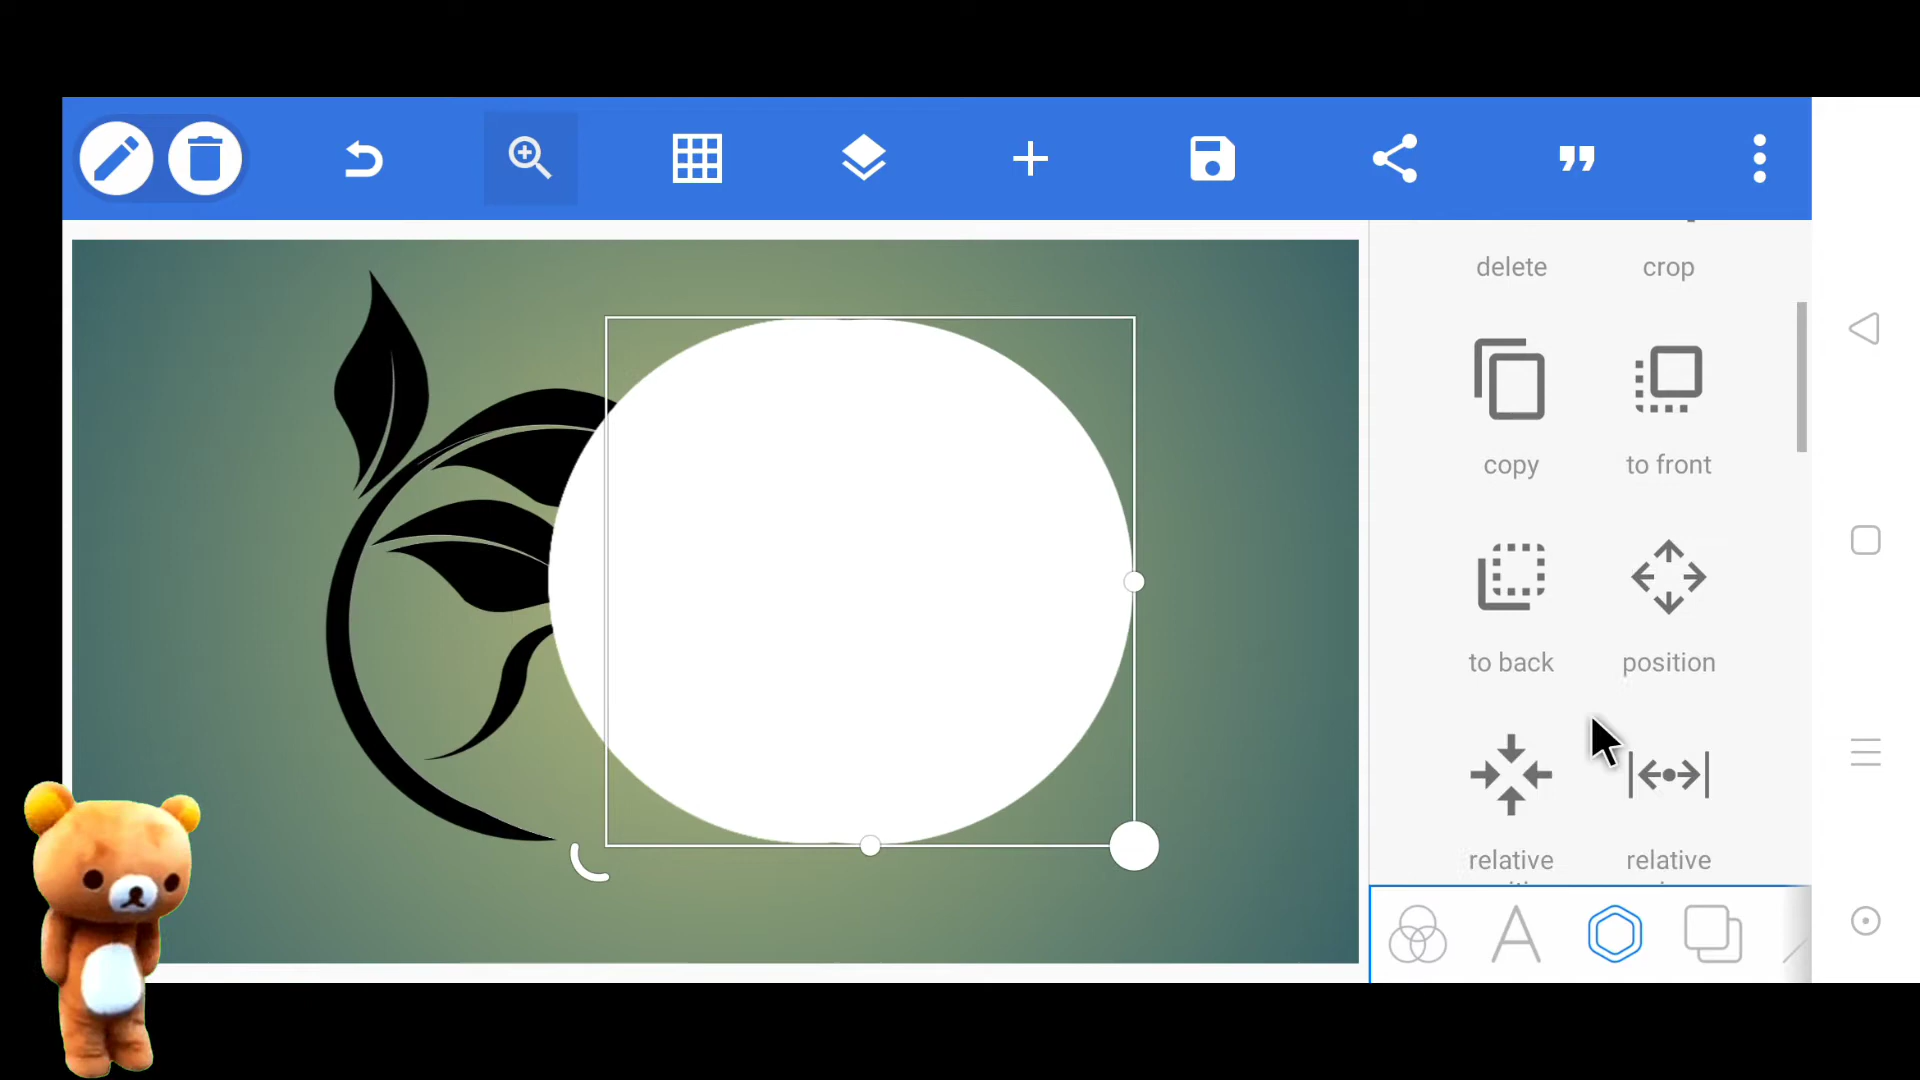 delete crop
copy to front
to back position
relative relative